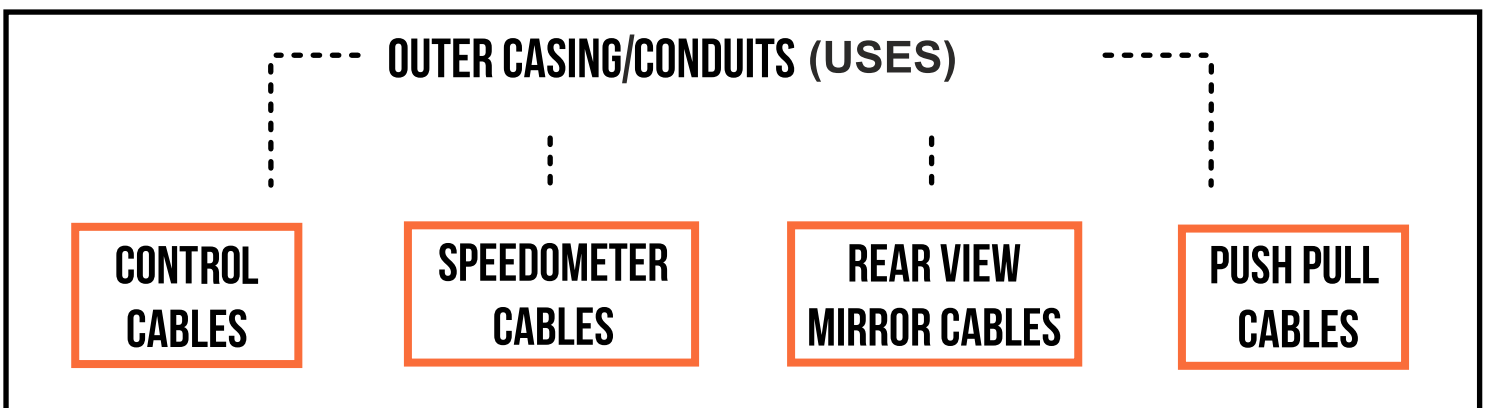 OUTER CASING/CONDUITS (USES)
CONTROL
CABLES
SPEEDOMETER
CABLES
REAR VIEW
MIRROR CABLES
PUSH PULL
CABLES